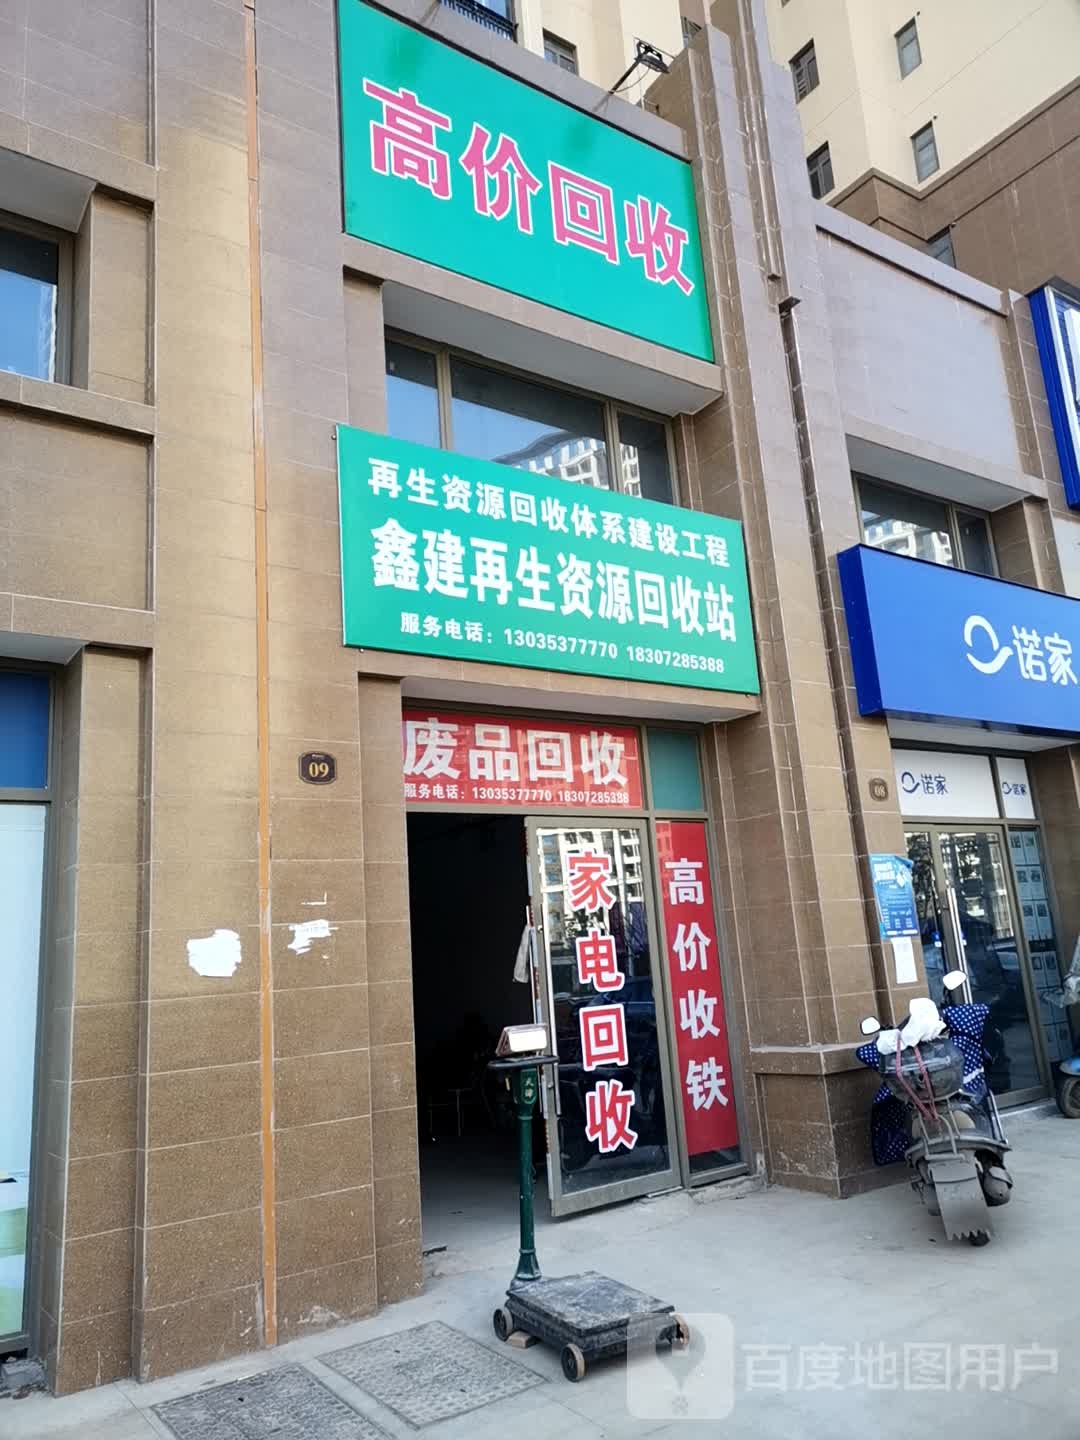 高价回收
再生资源回收体系建设工程
鑫建再生资源回收站
服务电话：13035377770 18307285388
废品回收
服务电话：13035377770 18307285388
09
家电回收
高价收铁
诺家
诺家
诺家
08
天津
百度地图用户